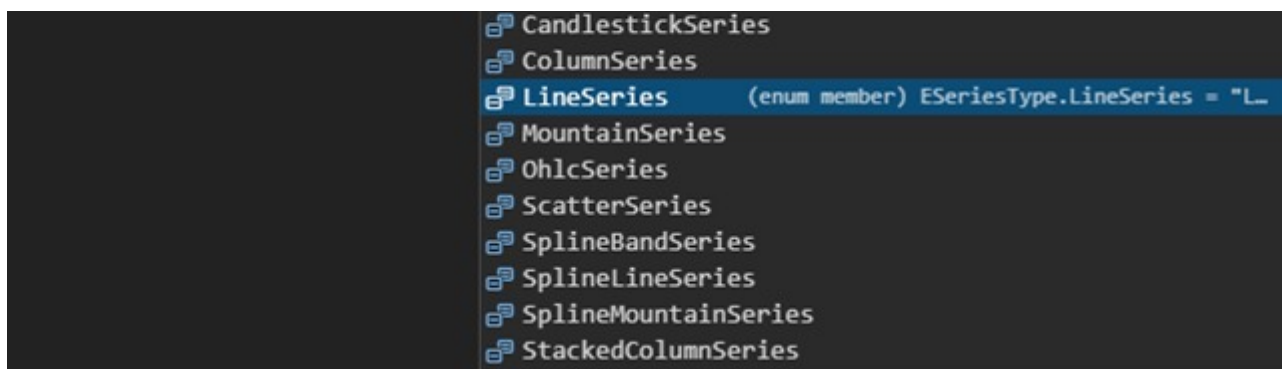 CandlestickSeries
ColumnSeries
LineSeries (enum member) ESeriesType.LineSeries = "L…
MountainSeries
OhlcSeries
ScatterSeries
SplineBandSeries
SplineLineSeries
SplineMountainSeries
StackedColumnSeries